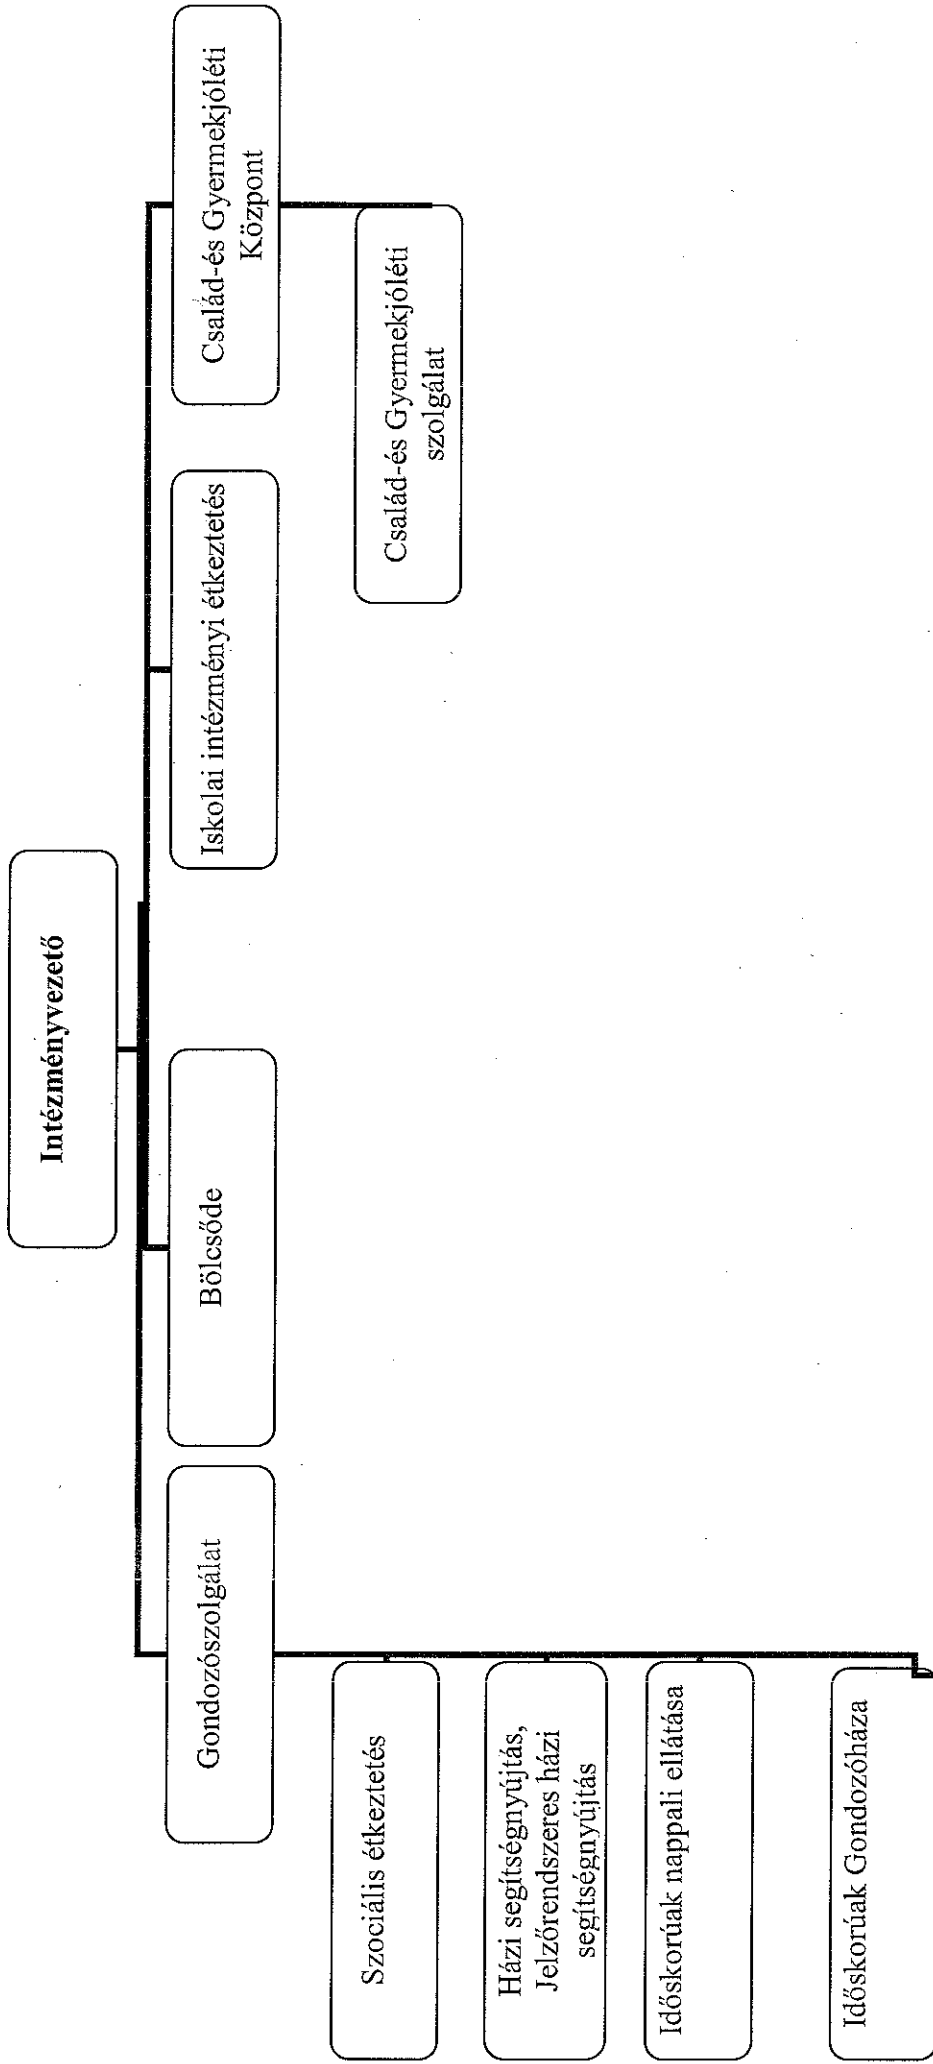 Intézményvezető
Gondozószolgálat
Bölcsőde
Iskolai intézményi étkeztetés
Család-és Gyermekjóléti
Központ
Szociális étkeztetés
Házi segítségnyújtás,
Jelzőrendszeres házi
segítségnyújtás
Időskorúak nappali ellátása
Időskorúak Gondozóháza
Család-és Gyermekjóléti
szolgálat